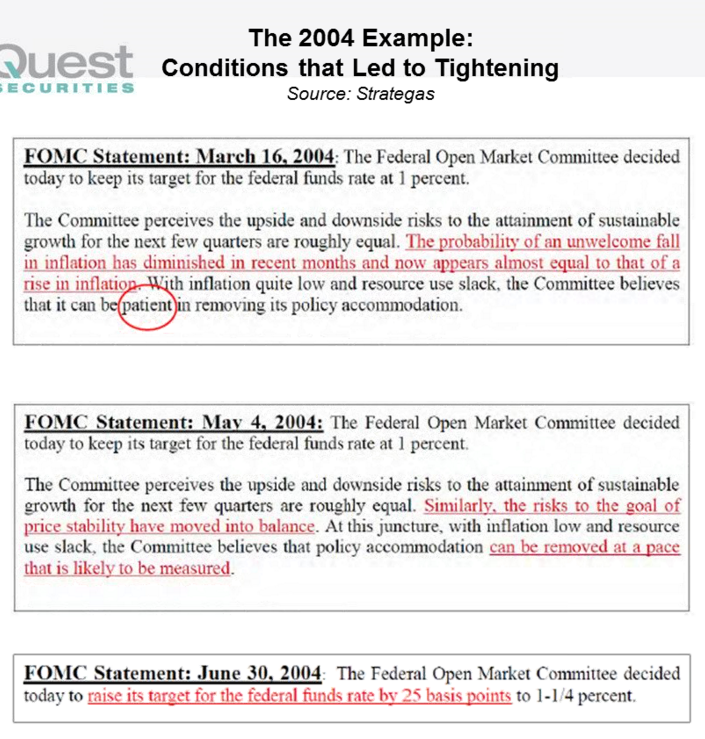 The 2004 Example:
Quest
SECURITIES
Conditions that Led to Tightening
Source: Strategas
FOMC Statement: March 16, 2004: The Federal Open Market Committee decided
today to keep its target for the federal funds rate at 1 percent.
The Committee perceives the upside and downside risks to the attainment of sustainable
growth for the next few quarters are roughly equal. The probability of an unwelcome fall
in inflation has diminished in recent months and now appears almost equal to that of a
rise in inflation. With inflation quite low and resource use slack, the Committee believes
that it can be patient in removing its policy accommodation.
FOMC Statement: May 4, 2004: The Federal Open Market Committee decided
today to keep its target for the federal funds rate at 1 percent.
The Committee perceives the upside and downside risks to the attainment of sustainable
growth for the next few quarters are roughly equal. Similarly, the risks to the goal of
price stability have moved into balance. At this juncture, with inflation low and resource
use slack, the Committee believes that policy accommodation can be removed at a pace
that is likely to be measured.
FOMC Statement: June 30, 2004: The Federal Open Market Committee decided
today to raise its target for the federal funds rate by 25 basis points to 1-1/4 percent.